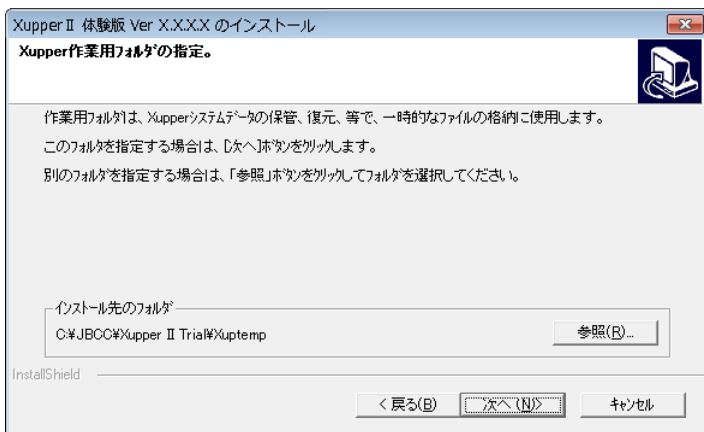 Xupper Ⅱ 体験版 Ver X.X.X.X のインストール
Xupper作業用ﾌｫﾙﾀﾞの指定。
作業用ﾌｫﾙﾀﾞは、Xupperｼｽﾃﾑﾃﾞｰﾀの保管、復元、等で、一時的なファイルの格納に使用します。
このﾌｫﾙﾀﾞを指定する場合は、[次へ]ﾎﾞﾀﾝをｸﾘｯｸします。
別のﾌｫﾙﾀﾞを指定する場合は、「参照」ﾎﾞﾀﾝをｸﾘｯｸしてﾌｫﾙﾀﾞを選択してください。
ｲﾝｽﾄｰﾙ先のﾌｫﾙﾀﾞ
C:¥JBCC¥Xupper Ⅱ Trial¥Xuptemp
参照(R)...
InstallShield
< 戻る(B)
次へ(N)>
ｷｬﾝｾﾙ